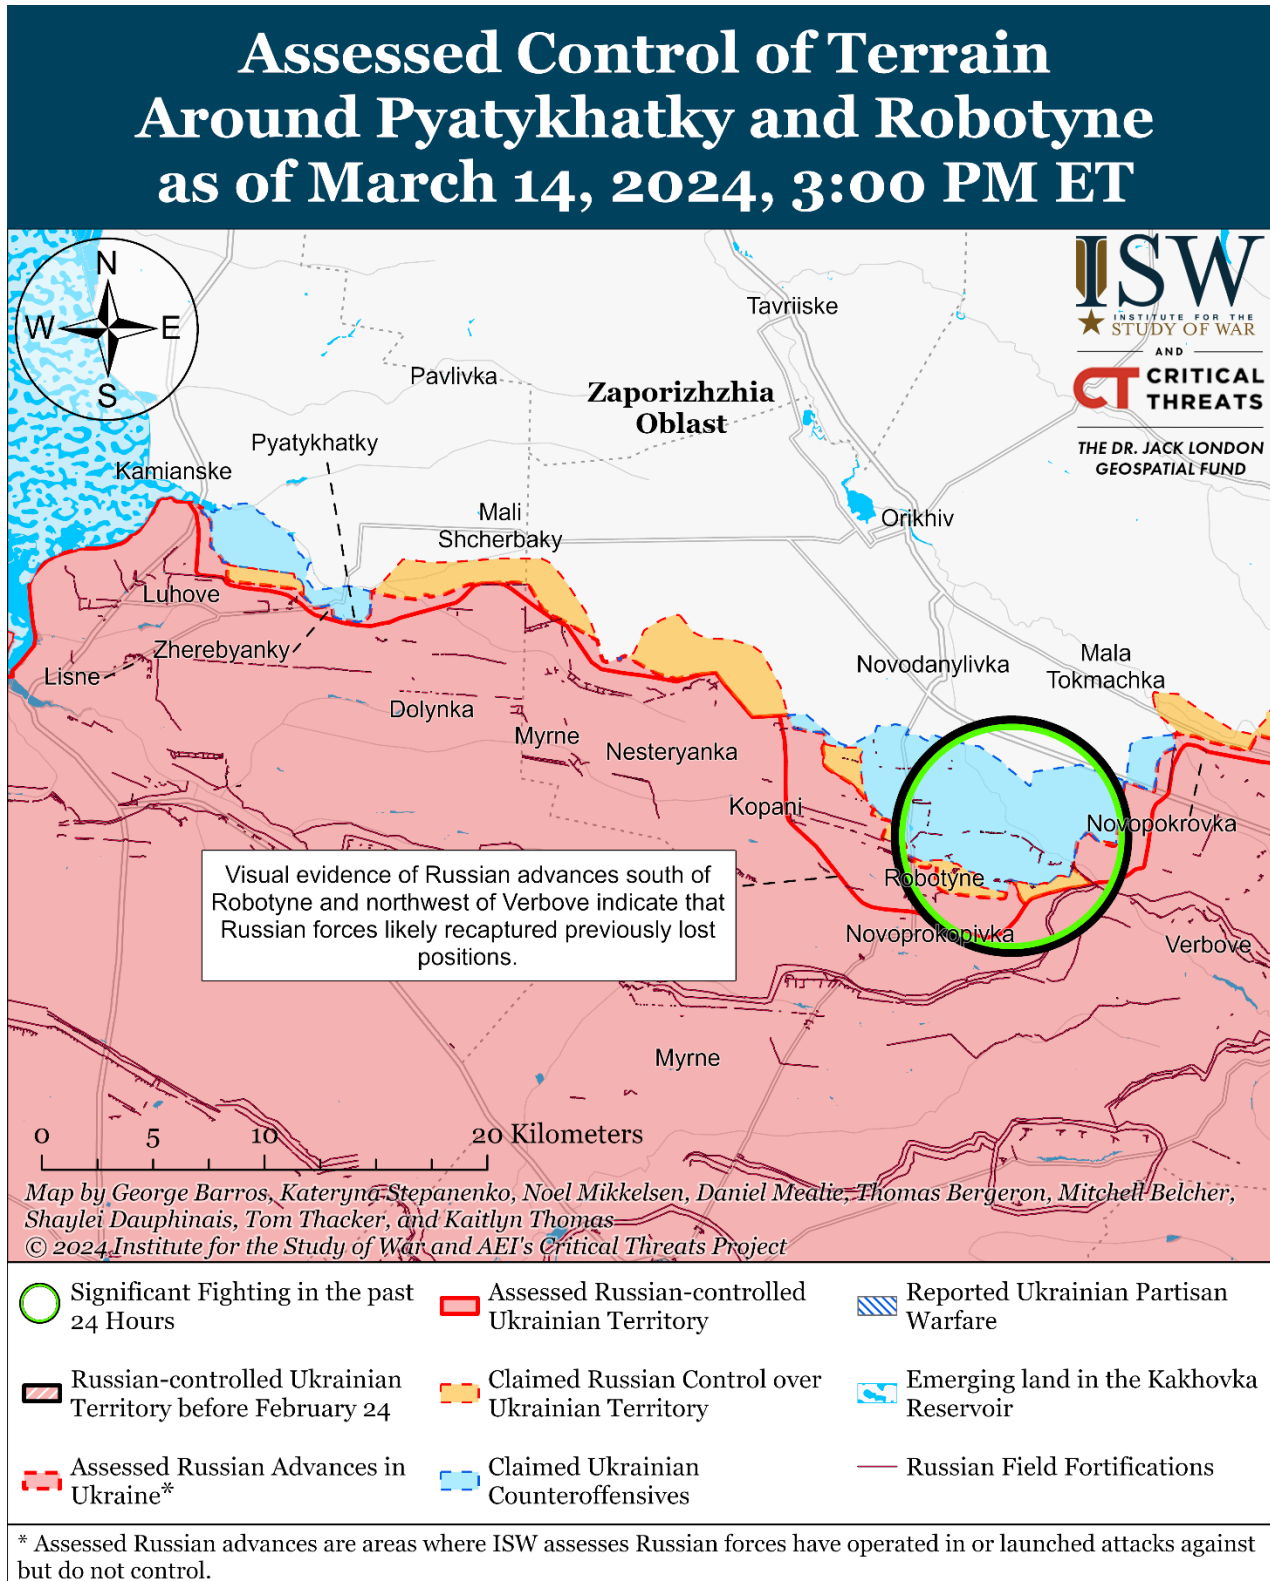 Assessed Control of Terrain
Around Pyatykhatky and Robotyne
as of March 14, 2024, 3:00 PM ET
N
W
E
S
ISW
INSTITUTE FOR THE
STUDY OF WAR
AND
CT CRITICAL
THREATS
THE DR. JACK LONDON
GEOSPATIAL FUND
Tavriiske
Pavlivka
Zaporizhzhia
Oblast
Pyatykhatky
Kamianske
Mali
Shcherbaky
Orikhiv
Luhove
Zherebyanky
Lisne
Novodanylivka
Mala
Tokmachka
Dolynka
Myrne
Nesteryanka
Kopani
Novopokrovka
Robotyne
Novoprokopivka
Verbove
Visual evidence of Russian advances south of
Robotyne and northwest of Verbove indicate that
Russian forces likely recaptured previously lost
positions.
Myrne
0 5 10 20 Kilometers
Map by George Barros, Kateryna Stepanenko, Noel Mikkelsen, Daniel Mealie, Thomas Bergeron, Mitchell Belcher,
Shaylei Dauphinais, Tom Thacker, and Kaitlyn Thomas
© 2024 Institute for the Study of War and AEI's Critical Threats Project
Significant Fighting in the past
24 Hours
Russian-controlled Ukrainian
Territory before February 24
Assessed Russian Advances in
Ukraine*
Assessed Russian-controlled
Ukrainian Territory
Claimed Russian Control over
Ukrainian Territory
Claimed Ukrainian
Counteroffensives
Reported Ukrainian Partisan
Warfare
Emerging land in the Kakhovka
Reservoir
Russian Field Fortifications
* Assessed Russian advances are areas where ISW assesses Russian forces have operated in or launched attacks against
but do not control.